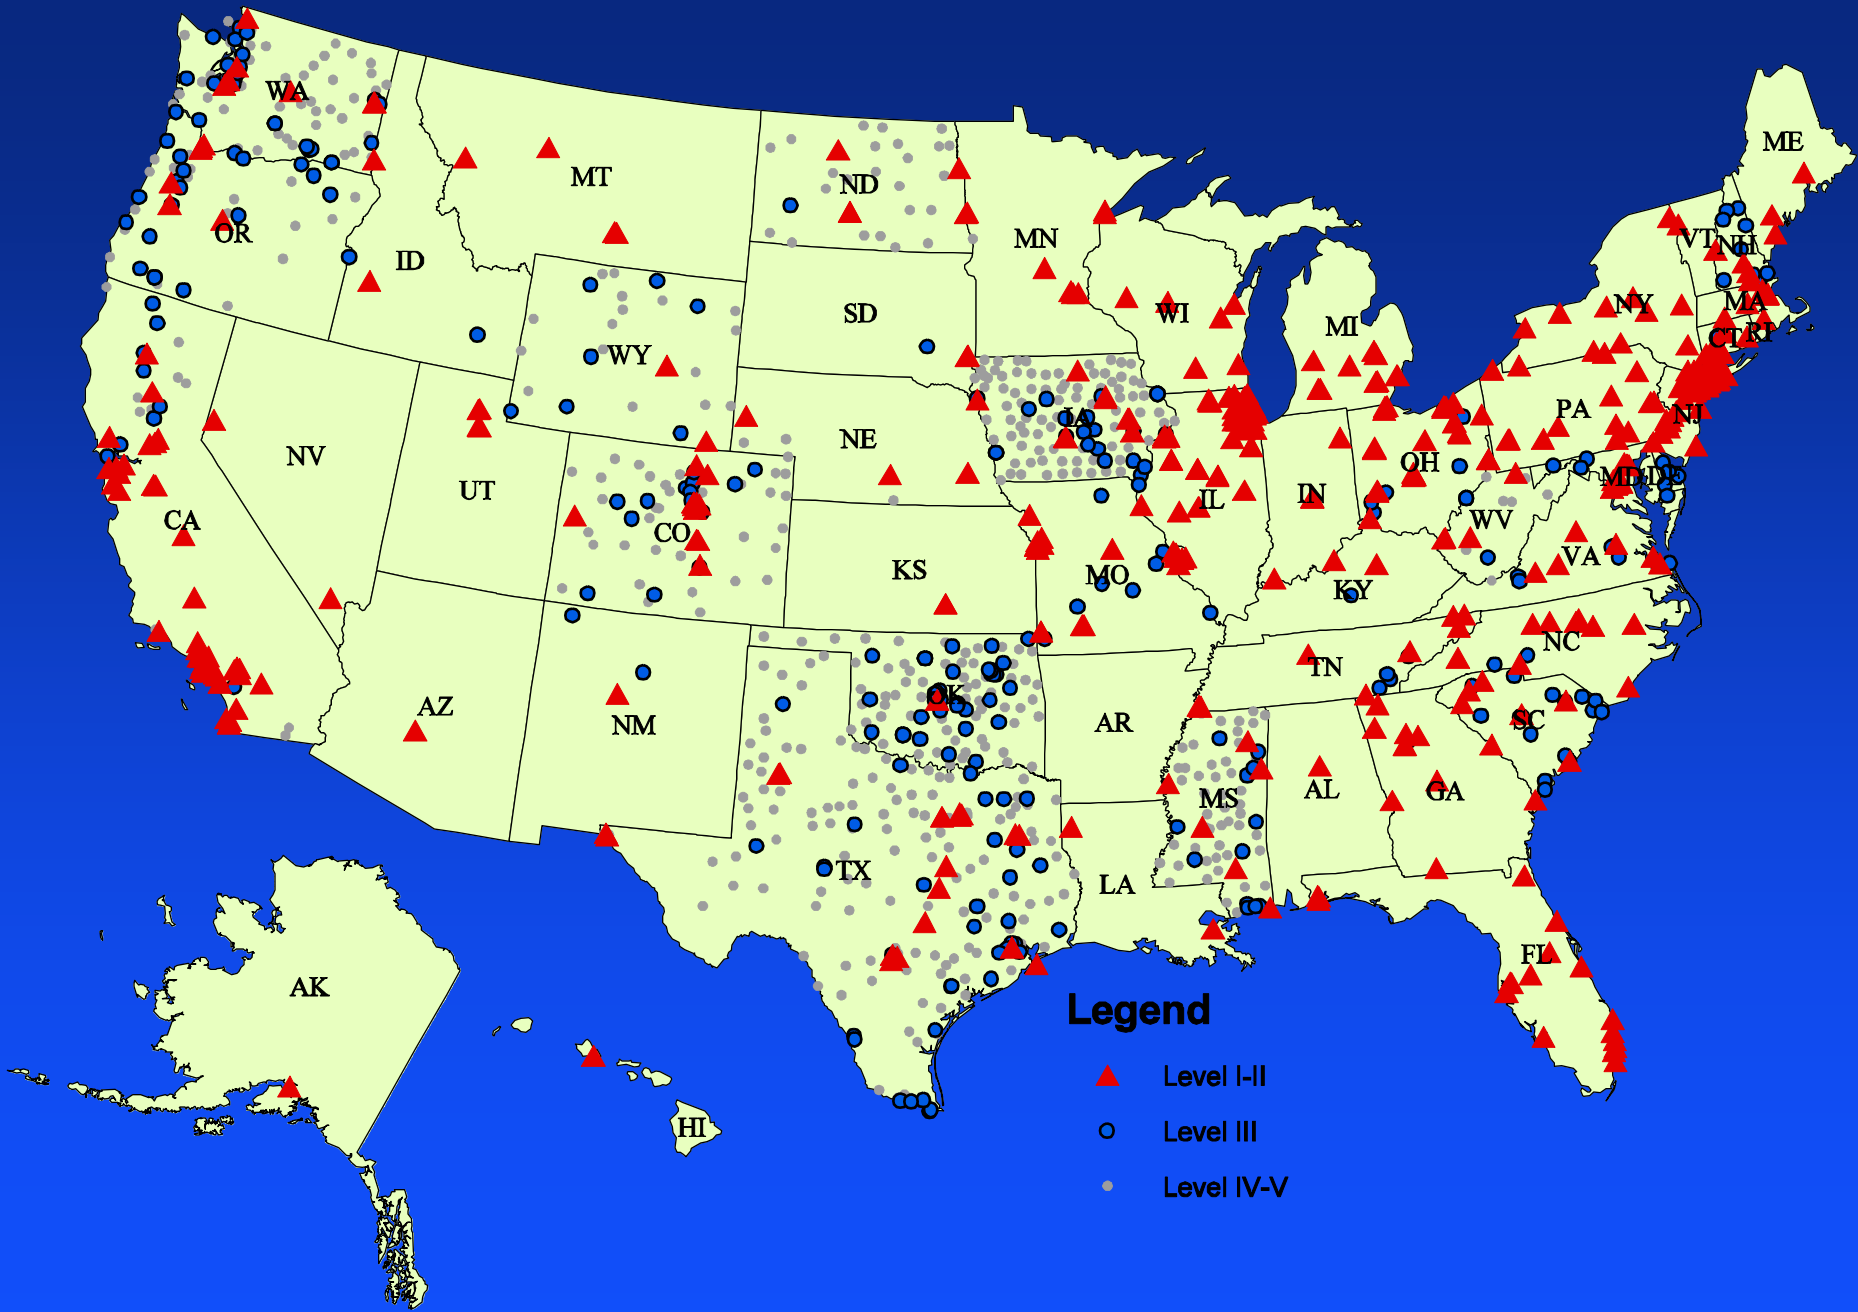 WA
ME
MT
ND
VT
NH
OR
MN
ID
NY
MA
SD
WI
MI
RI
CT
WY
PA
NJ
IA
NE
NV
OH
MD
D
UT
IL
IN
CA
CO
WV
VA
KS
MO
KY
NC
TN
OK
AZ
NM
AR
SC
MS
AL
GA
TX
LA
FL
AK
Legend
Level I-II
HI
Level III
Level IV-V